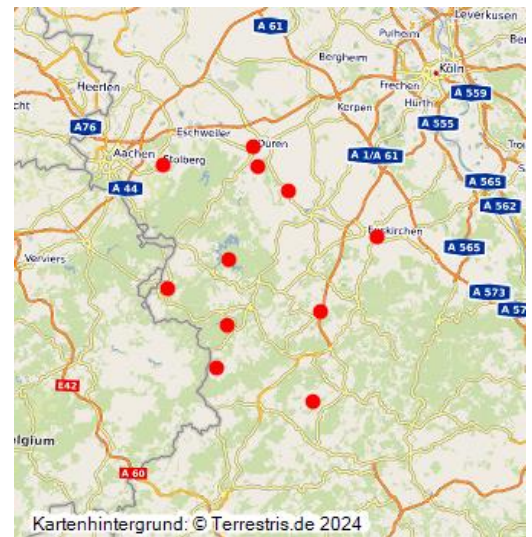 Leverkusen
A 61
Pulheim
Bergheim
Köln
Heerlen
Frechen
A 559
Hürth
Kerpen
A76
Eschweiler
Düren
A 555
Aachen
Stolberg
A 1/A 61
A 44
A 565
A 562
Verviers
A 565
A 573
E42
A 60
Kartenhintergrund: © Terrestris.de 2024